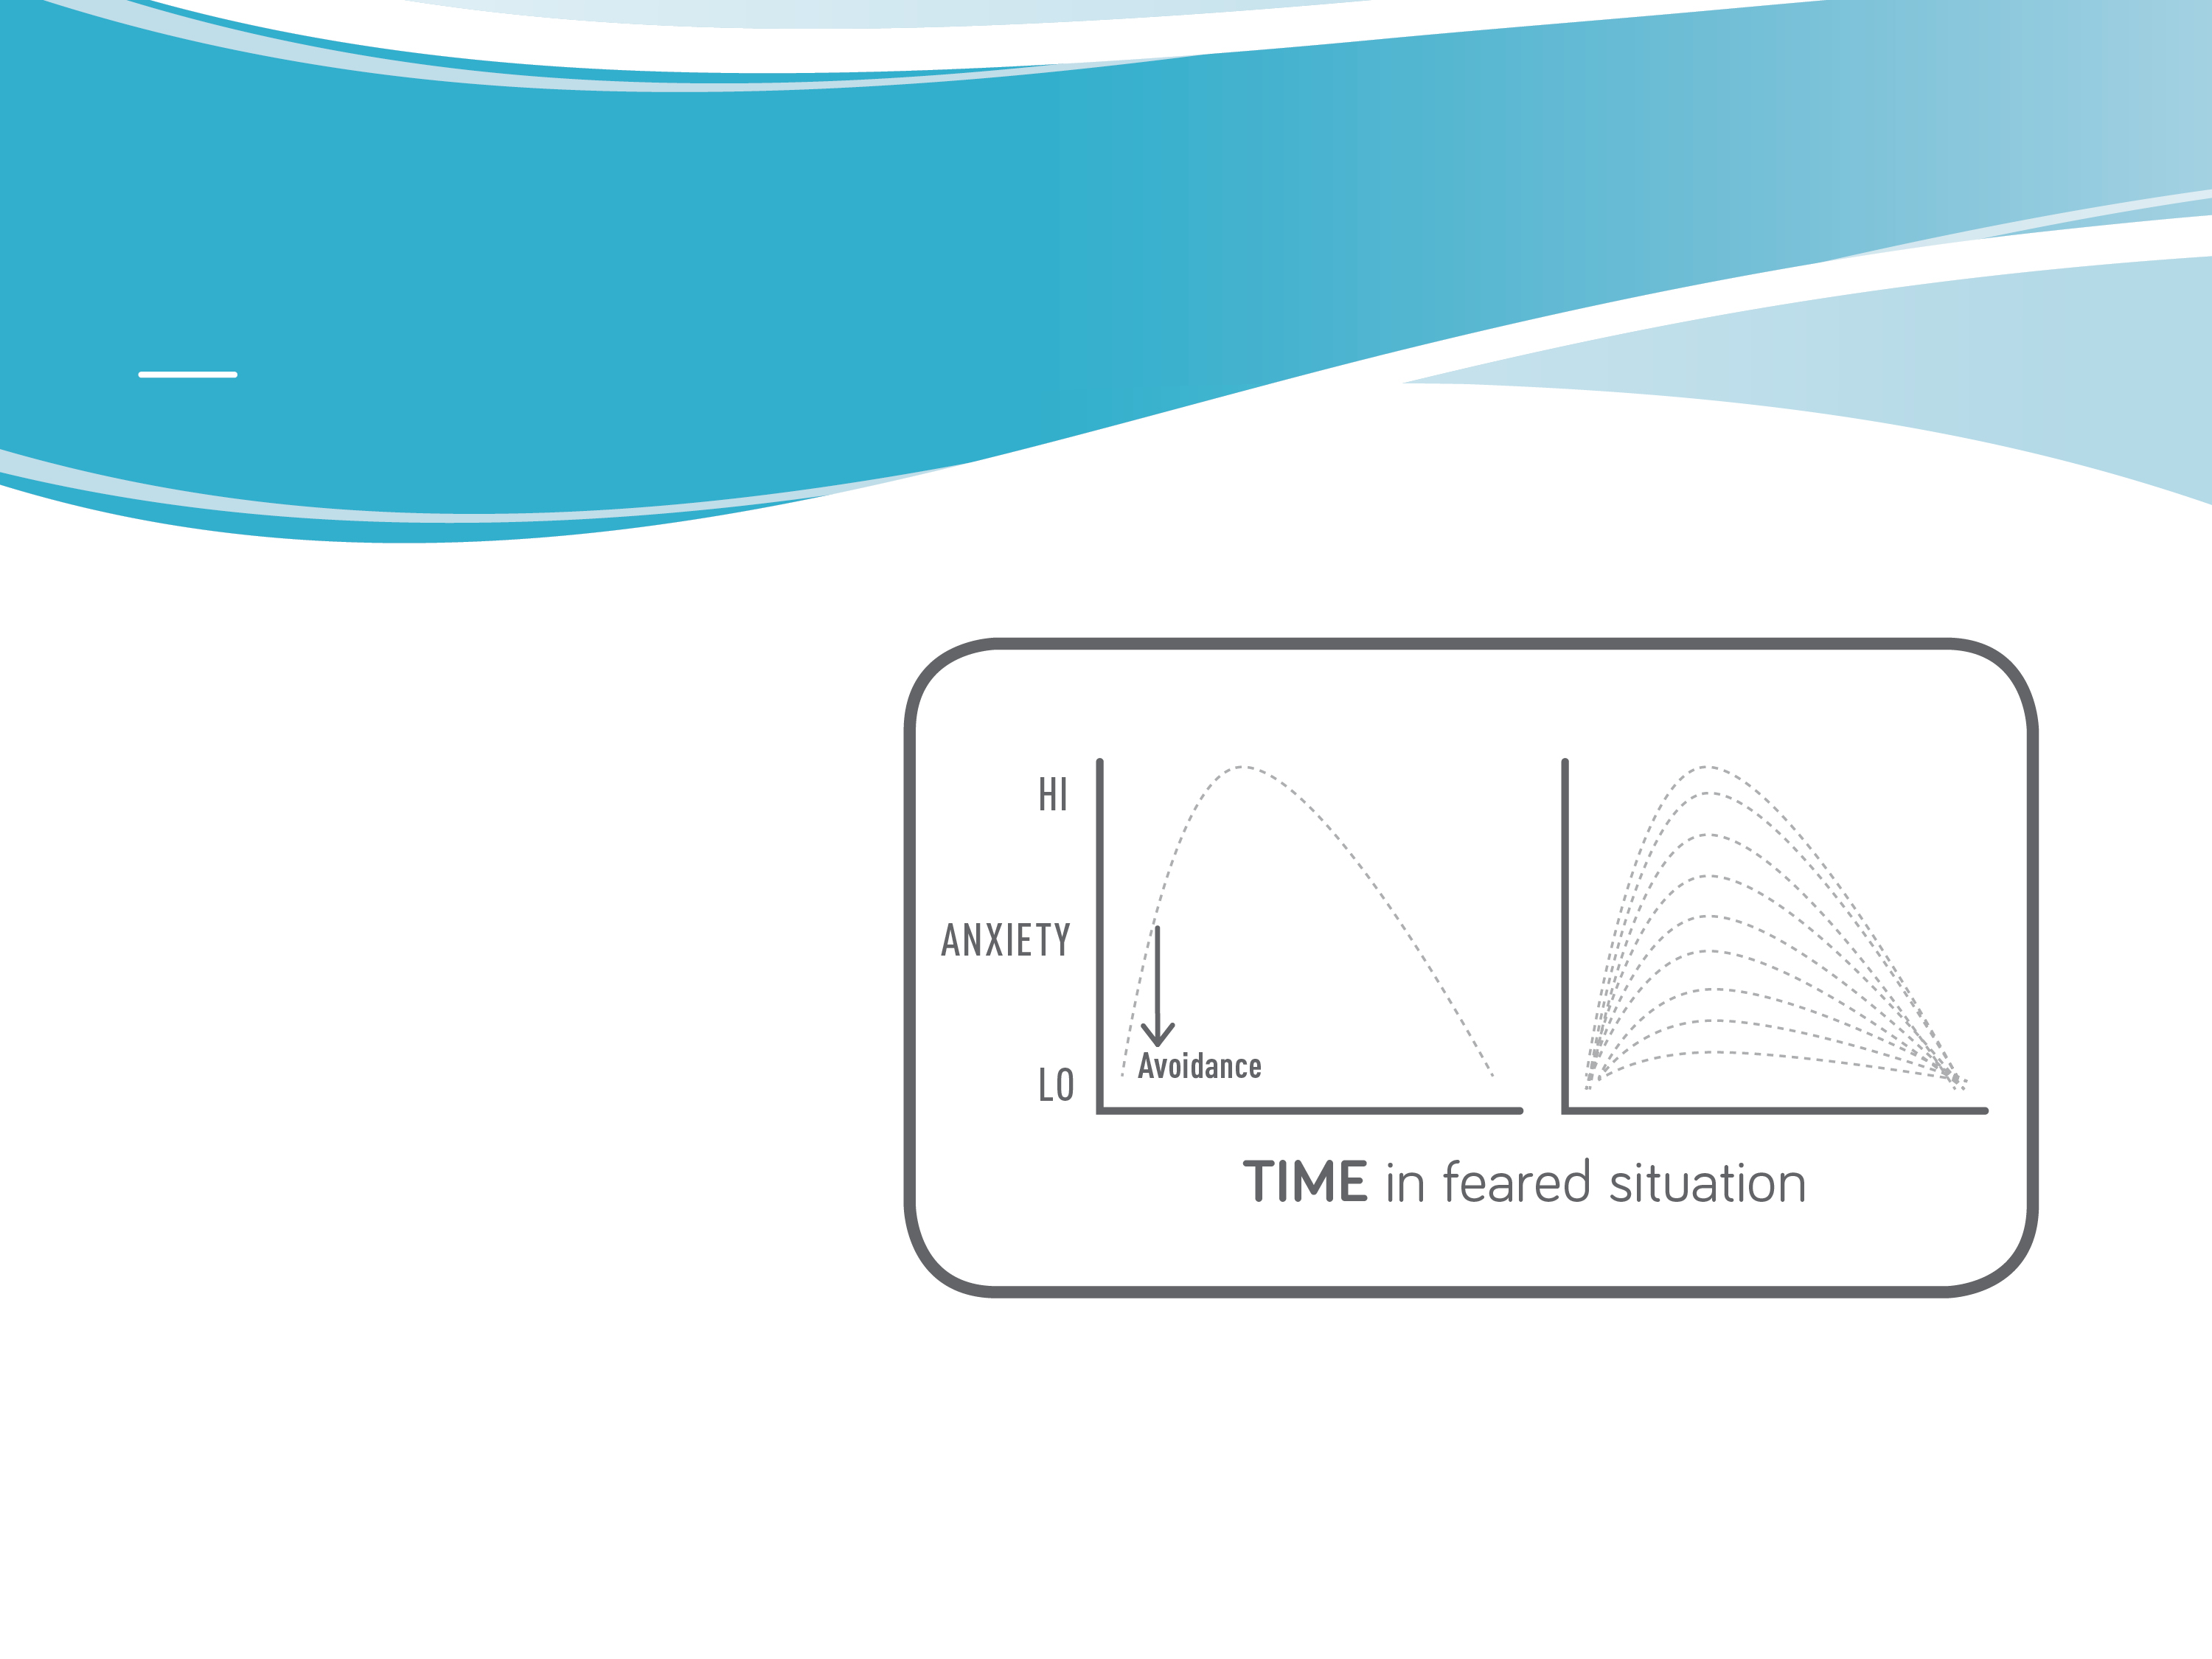 HI
ANXIETY
LO
Avoidance
TIME in feared situation